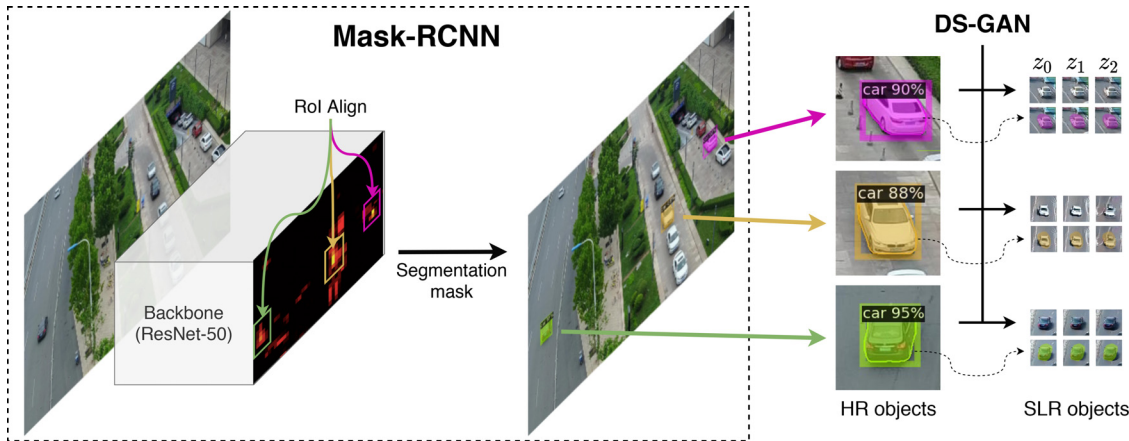 Mask-RCNN
DS-GAN
RoI Align
Backbone
(ResNet-50)
Segmentation
mask
car 90%
car 88%
car 95%
z₀ z₁ z₂
HR objects
SLR objects